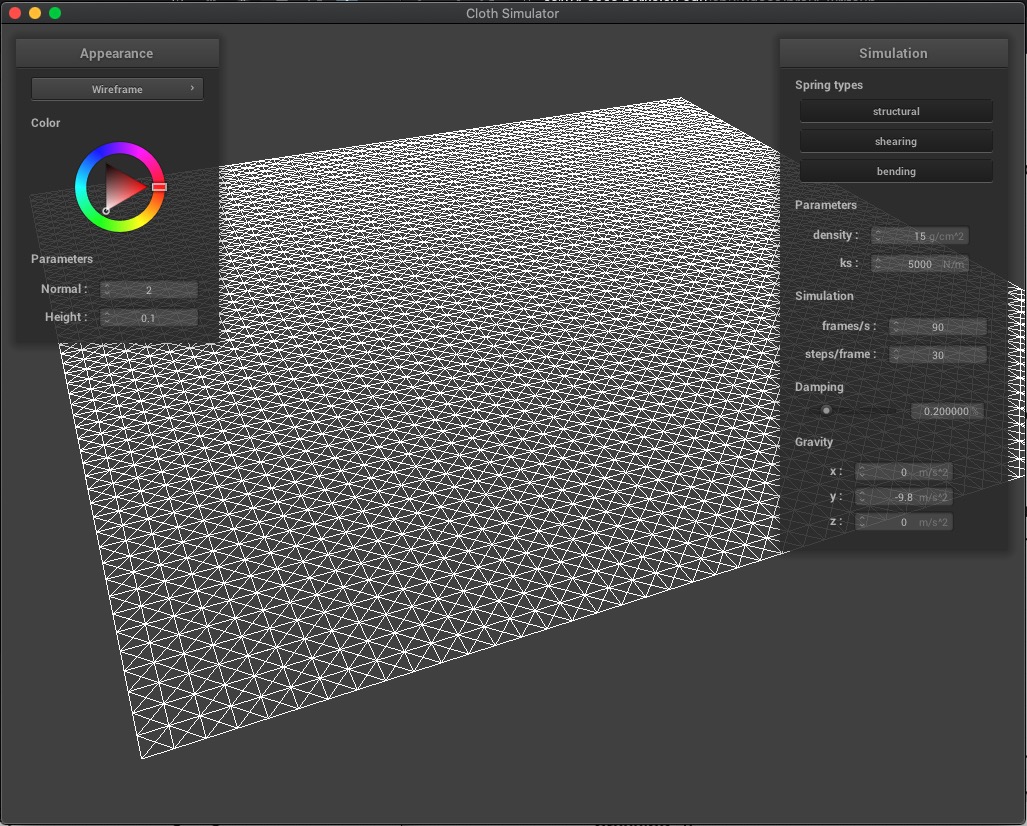 Cloth Simulator
Appearance
Wireframe
Color
Parameters
Normal : 2
Height : 0.1
Simulation
Spring types
structural
shearing
bending
Parameters
density : 15 g/cm^2
ks : 5000 N/m
Simulation
frames/s : 90
steps/frame : 30
Damping
0.200000 %
Gravity
x : 0 m/s^2
y : -9.8 m/s^2
z : 0 m/s^2